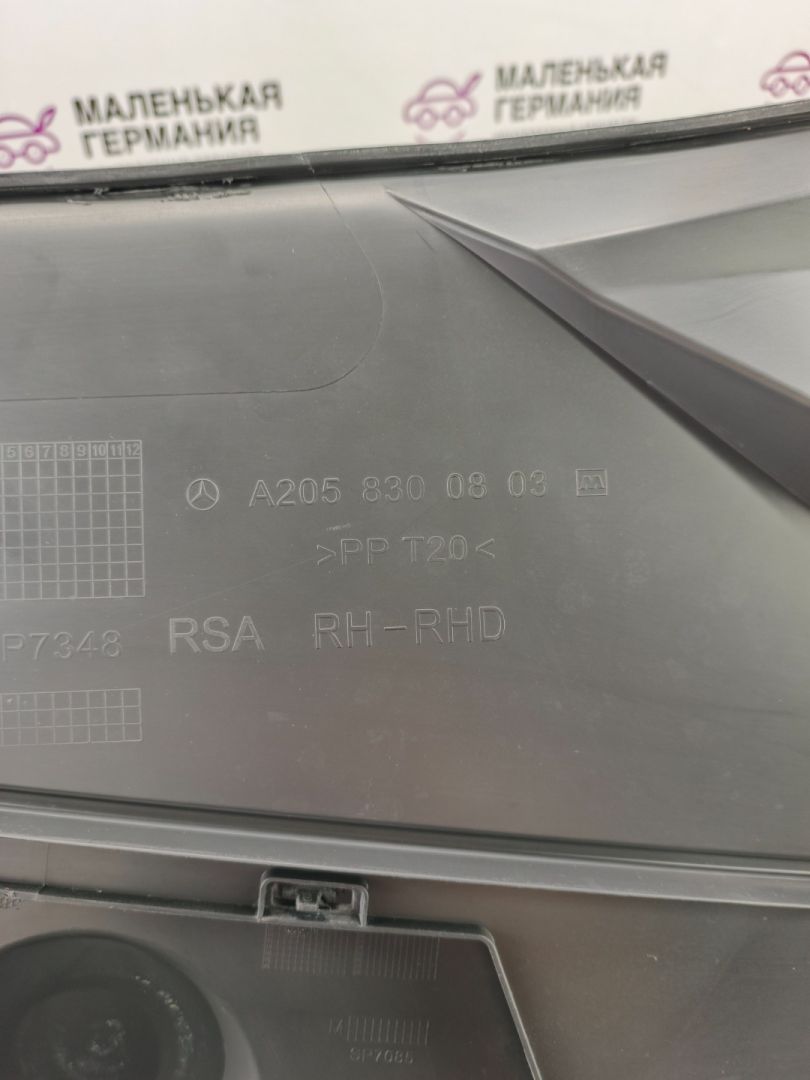 МАЛЕНЬКАЯ
ГЕРМАНИЯ
МАЛЕНЬКАЯ
ГЕРМАНИЯ
5 6 7 8 9 10 11 12
A205 830 08 03
>PP T20<
P7348 RSA RH-RHD
M
SP7085